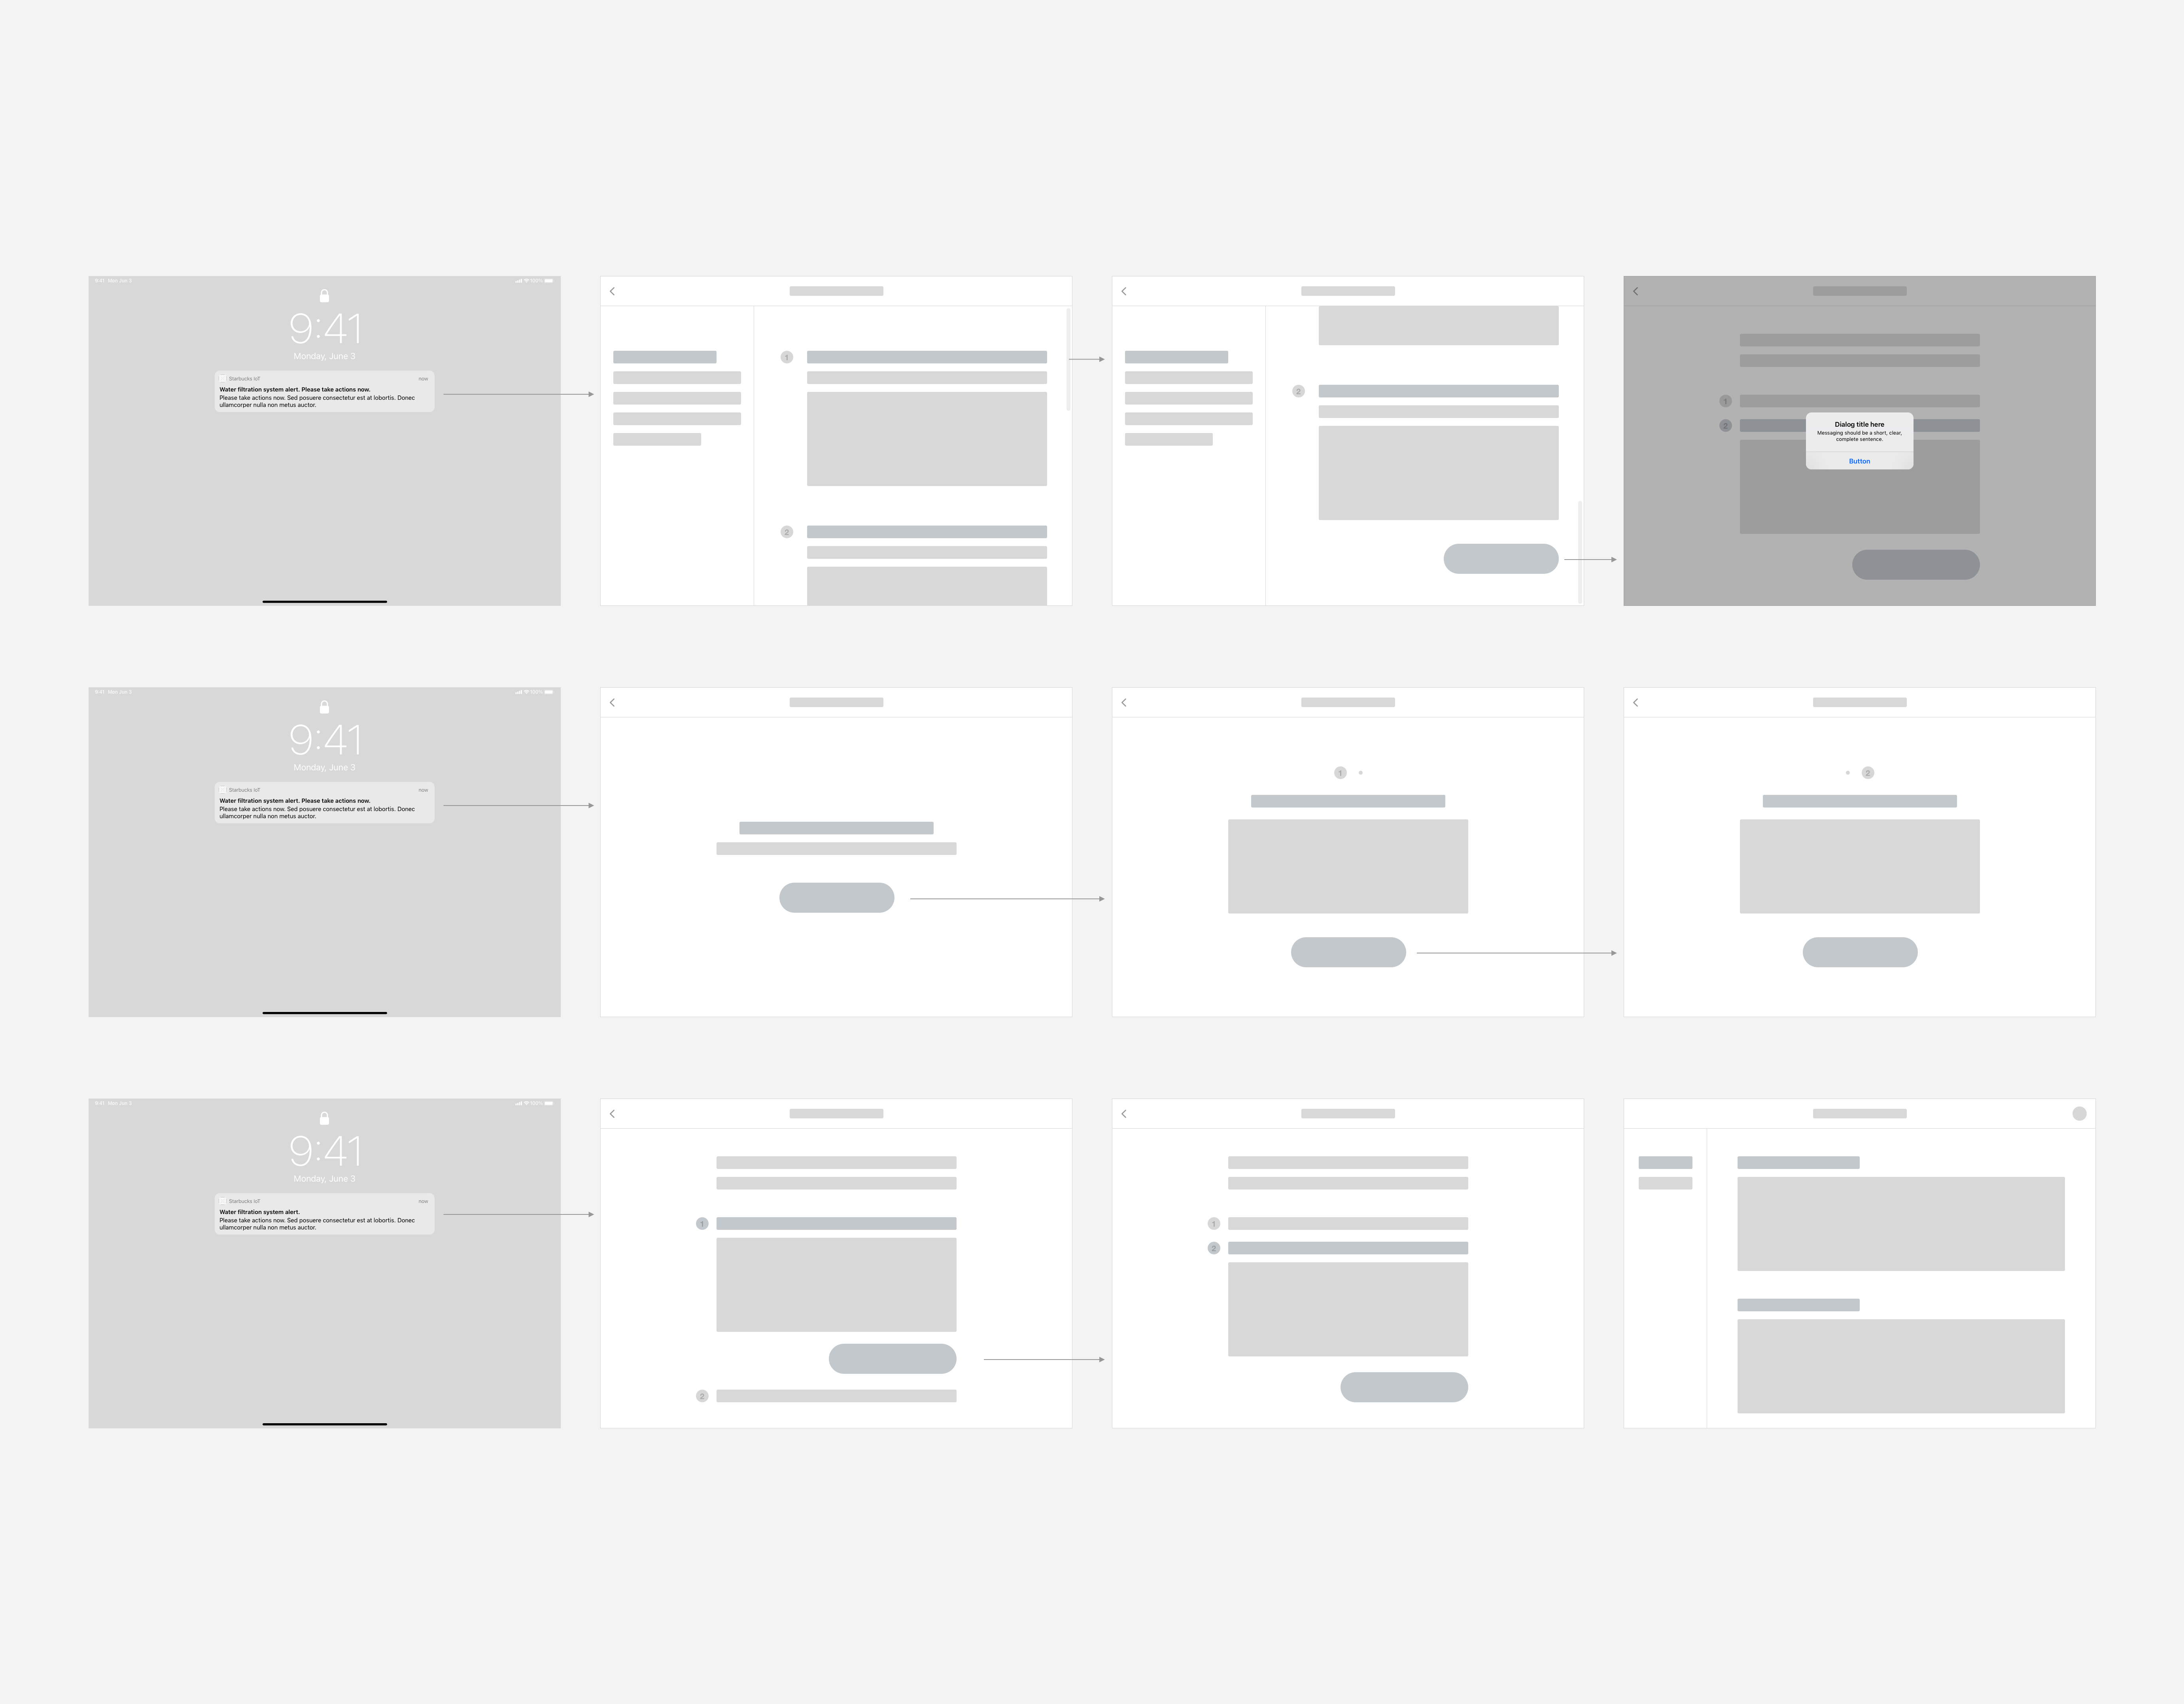 9:41 Mon Jun 3 100%
9:41
Monday, June 3
Starbucks IoT now
Water filtration system alert. Please take actions now.
Please take actions now. Sed posuere consectetur est at lobortis. Donec
ullamcorper nulla non metus auctor.
1
2
2
1
2
Dialog title here
Messaging should be a short, clear,
complete sentence.
Button
9:41 Mon Jun 3 100%
9:41
Monday, June 3
Starbucks IoT now
Water filtration system alert. Please take actions now.
Please take actions now. Sed posuere consectetur est at lobortis. Donec
ullamcorper nulla non metus auctor.
1
2
9:41 Mon Jun 3 100%
9:41
Monday, June 3
Starbucks IoT now
Water filtration system alert.
Please take actions now. Sed posuere consectetur est at lobortis. Donec
ullamcorper nulla non metus auctor.
1
2
1
2